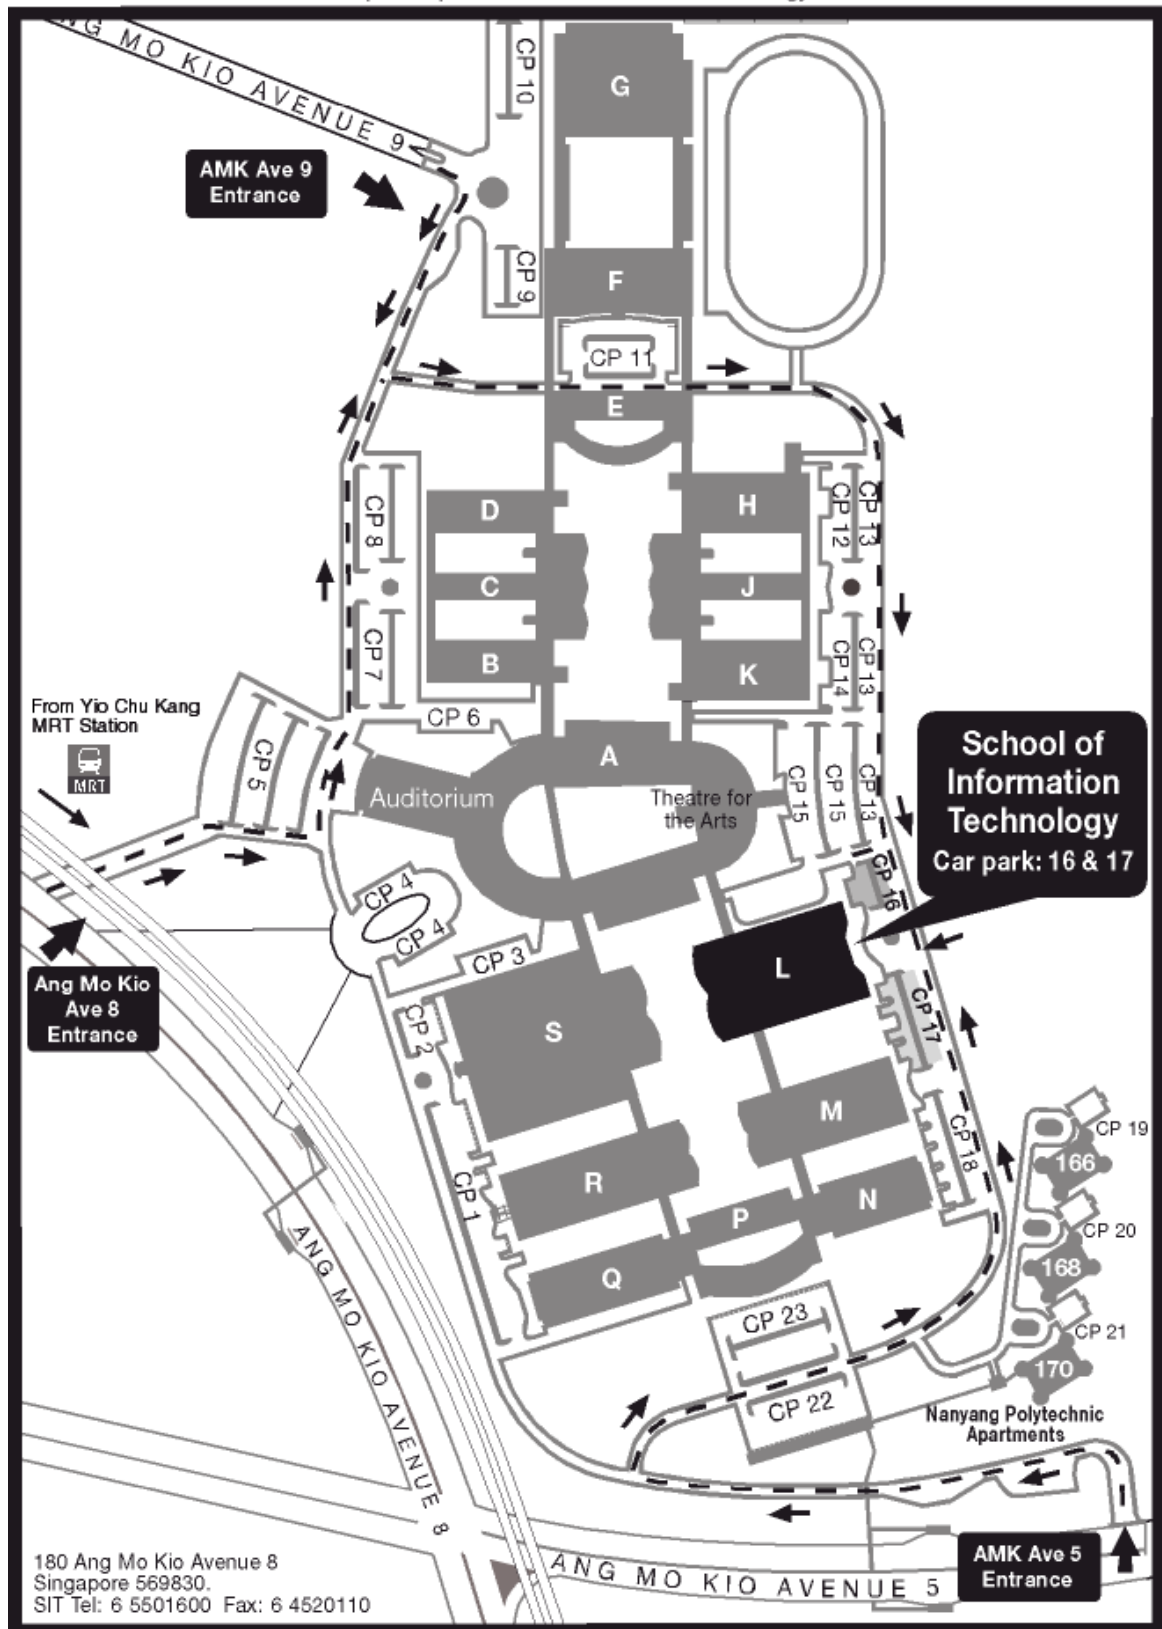 ANG MO KIO AVENUE 9
CP 10
G
AMK Ave 9
Entrance
CP 9
F
CP 11
E
D
H
CP 8
CP 12
CP 13
C
J
CP 7
B
K
CP 14
CP 13
From Yio Chu Kang
MRT Station
MRT
CP 6
CP 5
A
Auditorium
Theatre for
the Arts
CP 15
CP 15
CP 13
School of
Information
Technology
Car park: 16 & 17
CP 16
CP 4
CP 4
CP 3
L
Ang Mo Kio
Ave 8
Entrance
CP 2
S
CP 17
M
CP 18
CP 19
166
R
CP 1
N
P
CP 20
168
Q
CP 23
CP 21
170
CP 22
Nanyang Polytechnic
Apartments
ANG MO KIO AVENUE 8
ANG MO KIO AVENUE 5
AMK Ave 5
Entrance
180 Ang Mo Kio Avenue 8
Singapore 569830.
SIT Tel: 6 5501600 Fax: 6 4520110